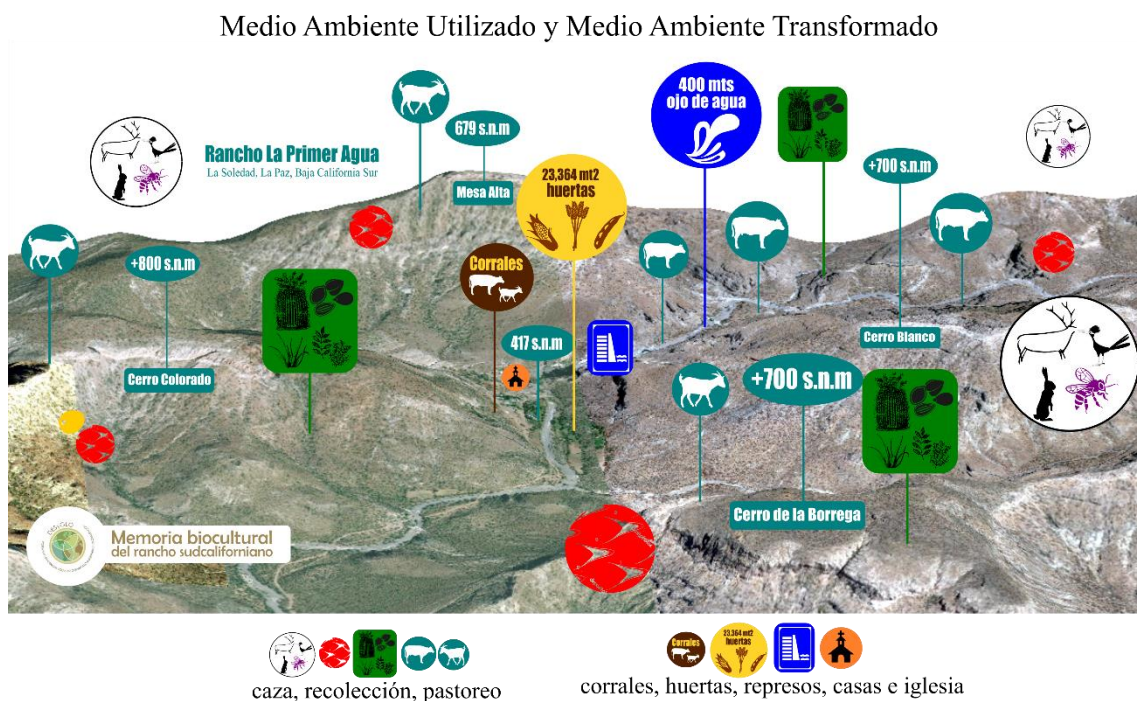 Medio Ambiente Utilizado y Medio Ambiente Transformado
400 mts
ojo de agua
679 s.n.m
Mesa Alta
Rancho La Primer Agua
La Soledad, La Paz, Baja California Sur
23,364 mt2
huertas
+700 s.n.m
Cerro Blanco
+800 s.n.m
Cerro Colorado
Corrales
417 s.n.m
+700 s.n.m
Cerro de la Borrega
Memoria biocultural
del rancho sudcaliforniano
Corrales
23,364 mt2
huertas
caza, recolección, pastoreo
corrales, huertas, represos, casas e iglesia